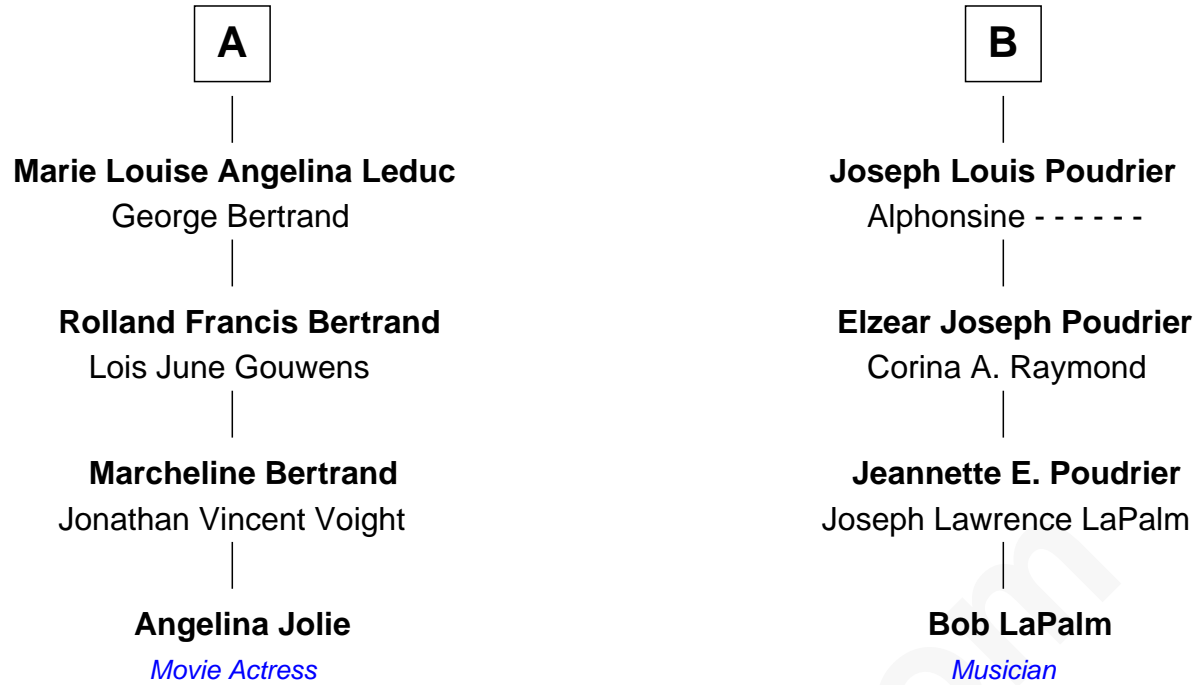 A
Marie Louise Angelina Leduc
George Bertrand
Rolland Francis Bertrand
Lois June Gouwens
Marcheline Bertrand
Jonathan Vincent Voight
Angelina Jolie
Movie Actress
B
Joseph Louis Poudrier
Alphonsine - - - - - -
Elzear Joseph Poudrier
Corina A. Raymond
Jeannette E. Poudrier
Joseph Lawrence LaPalm
Bob LaPalm
Musician